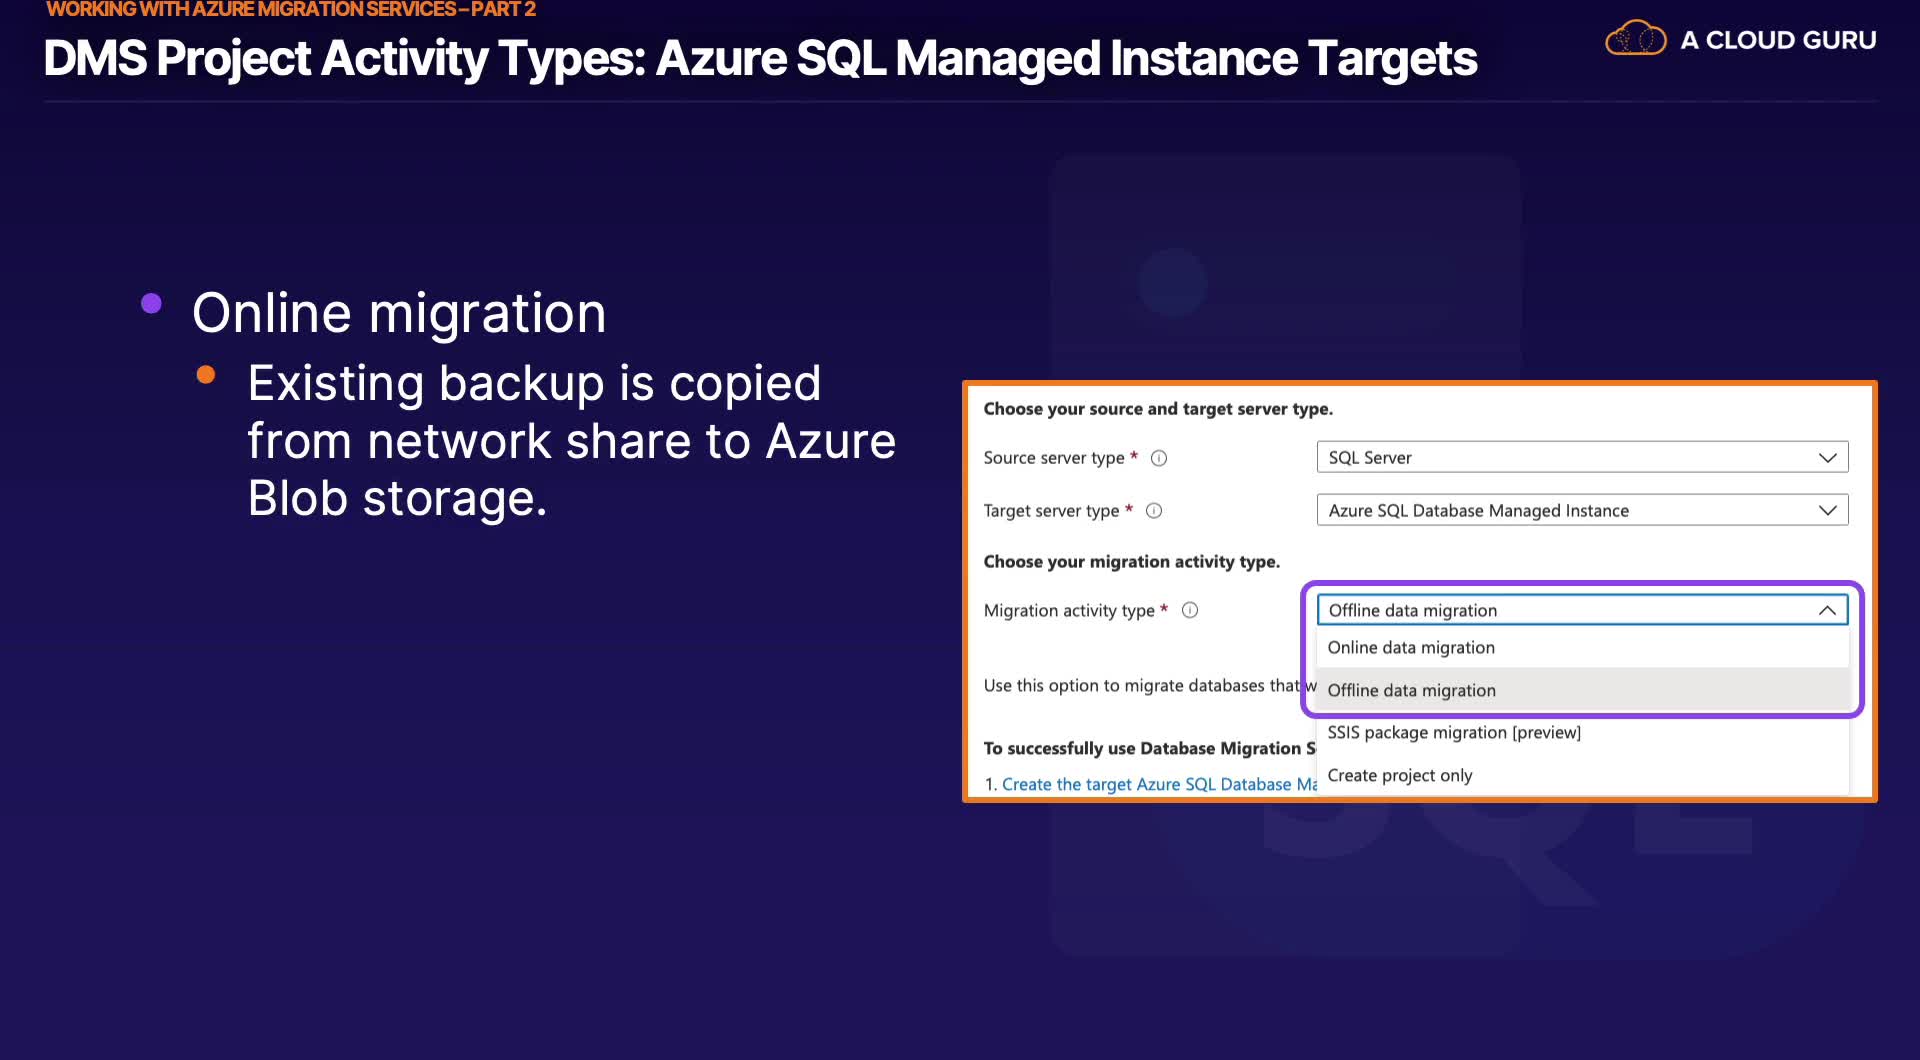 WORKING WITH AZURE MIGRATION SERVICES – PART 2
DMS Project Activity Types: Azure SQL Managed Instance Targets
A CLOUD GURU
Online migration
Existing backup is copied
from network share to Azure
Blob storage.
Choose your source and target server type.
Source server type *
SQL Server
Target server type *
Azure SQL Database Managed Instance
Choose your migration activity type.
Migration activity type *
Offline data migration
Online data migration
Use this option to migrate databases that w
Offline data migration
SSIS package migration [preview]
To successfully use Database Migration S
Create project only
1. Create the target Azure SQL Database Ma
SQL